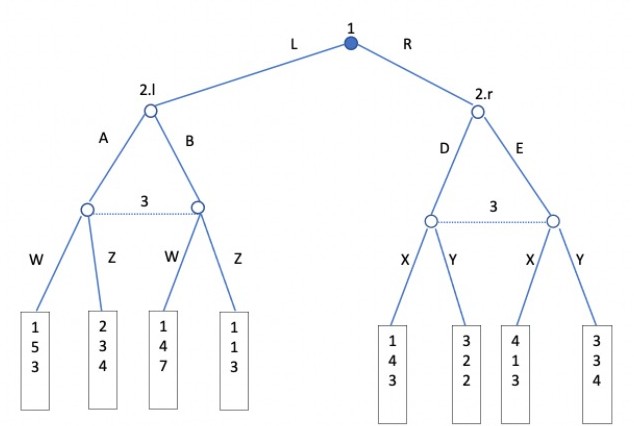 1
L R
2.l 2.r
A B D E
3 3
W Z W Z X Y X Y
1 2 1 1 1 3 4 3
5 3 4 1 4 2 1 3
3 4 7 3 3 2 3 4